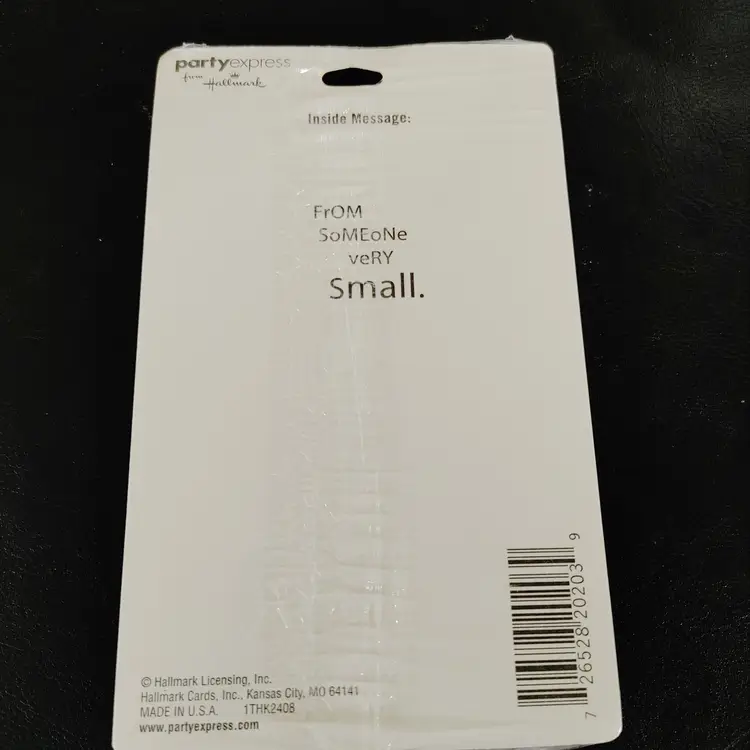 partyexpress
from Hallmark
Inside Message:
FrOM
SoMEoNe
veRY
Small.
© Hallmark Licensing, Inc.
Hallmark Cards, Inc., Kansas City, MO 64141
MADE IN U.S.A. 1THK2408
www.partyexpress.com
7 26528 20203 9